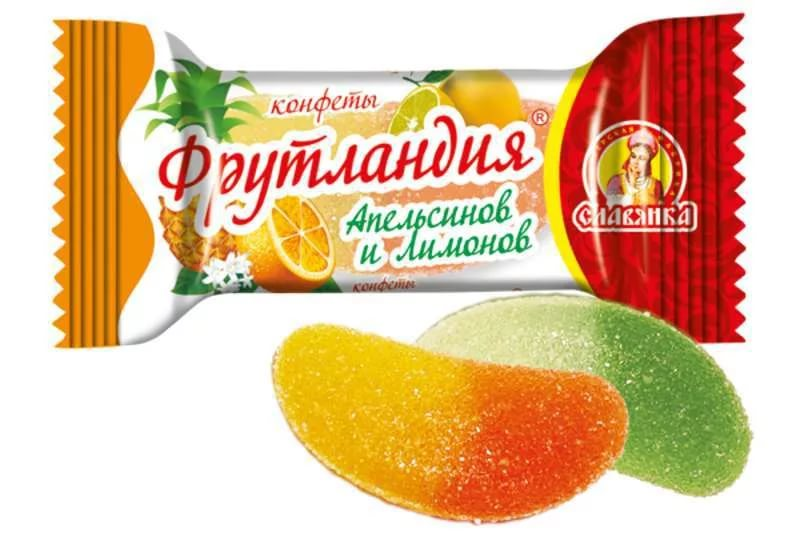 конфеты
Фрутландия®
Апельсинов
и Лимонов
конфеты
СЛАВЯНКА